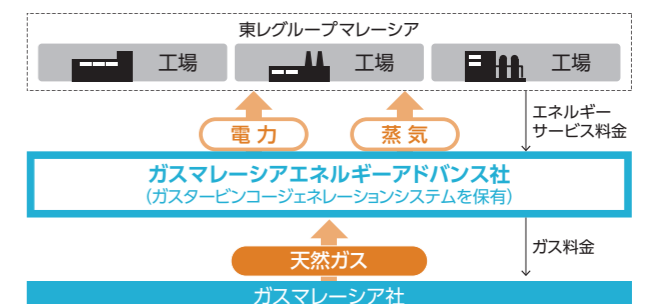 東レグループマレーシア
工場
工場
工場
電力
蒸気
エネルギー
サービス料金
ガスマレーシアエネルギーアドバンス社
(ガスタービンコージェネレーションシステムを保有)
天然ガス
ガス料金
ガスマレーシア社